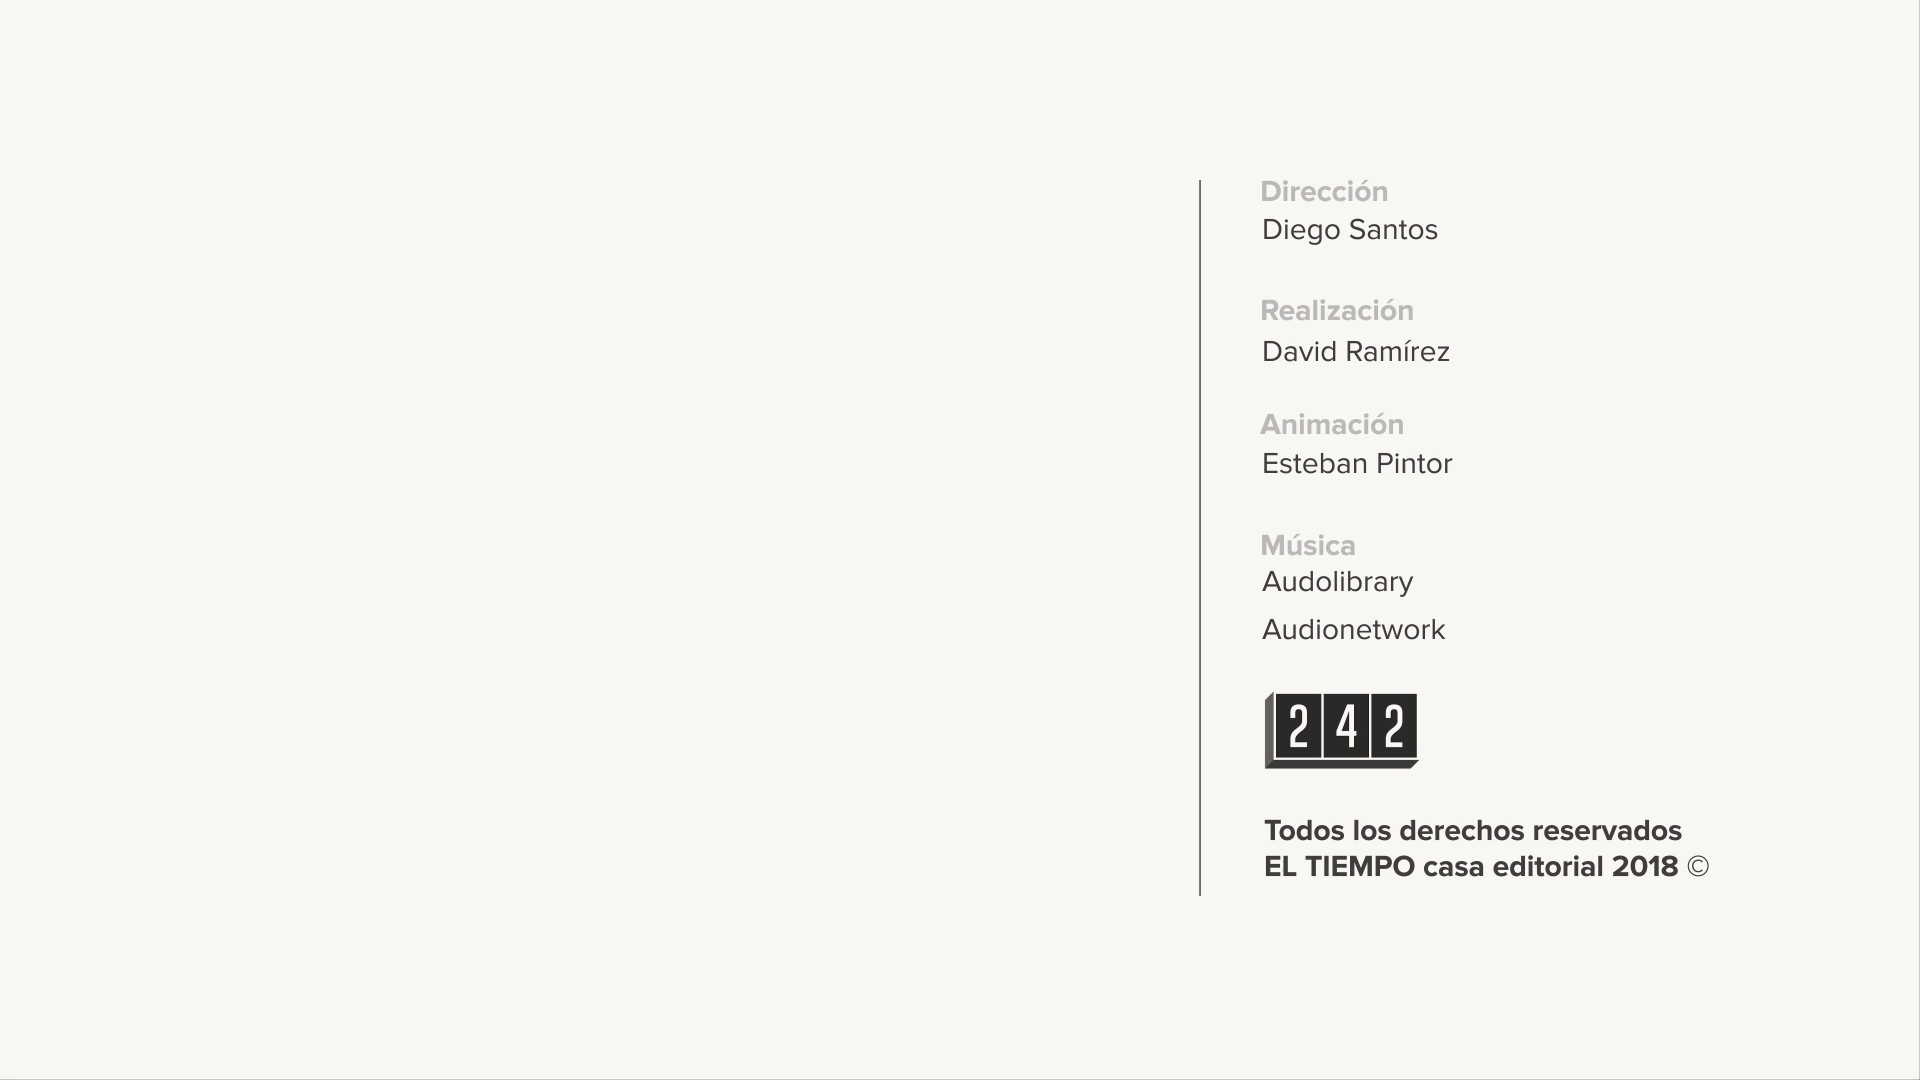 Dirección
Diego Santos
Realización
David Ramírez
Animación
Esteban Pintor
Música
Audolibrary
Audionetwork
242
Todos los derechos reservados
EL TIEMPO casa editorial 2018 ©